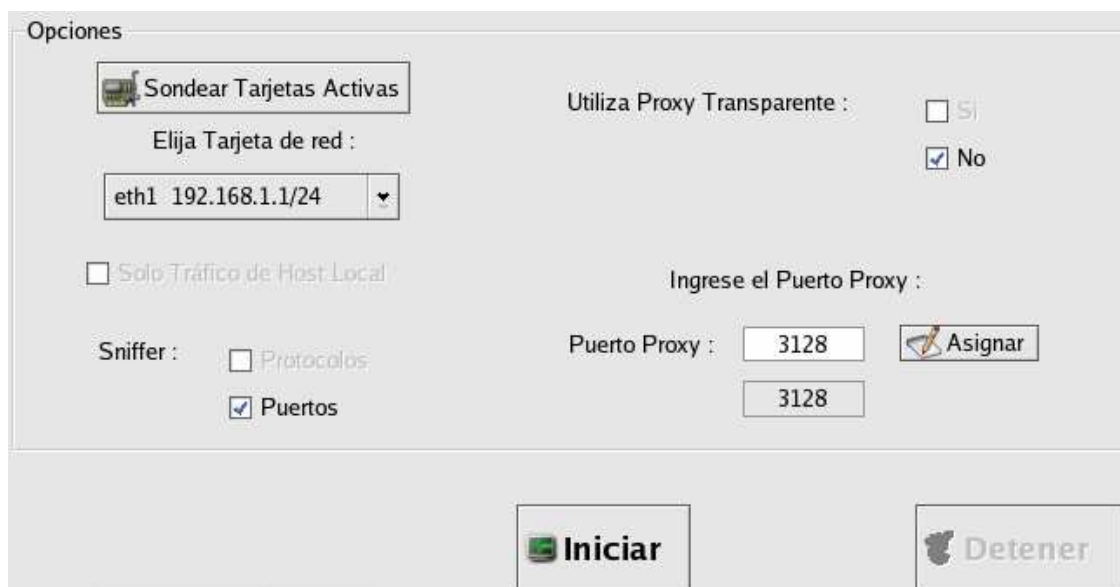 Opciones
Sondear Tarjetas Activas
Elija Tarjeta de red :
eth1 192.168.1.1/24
Solo Tráfico de Host Local
Sniffer :
Protocolos
Puertos
Utiliza Proxy Transparente :
Si
No
Ingrese el Puerto Proxy :
Puerto Proxy :
3128
Asignar
3128
Iniciar
Detener